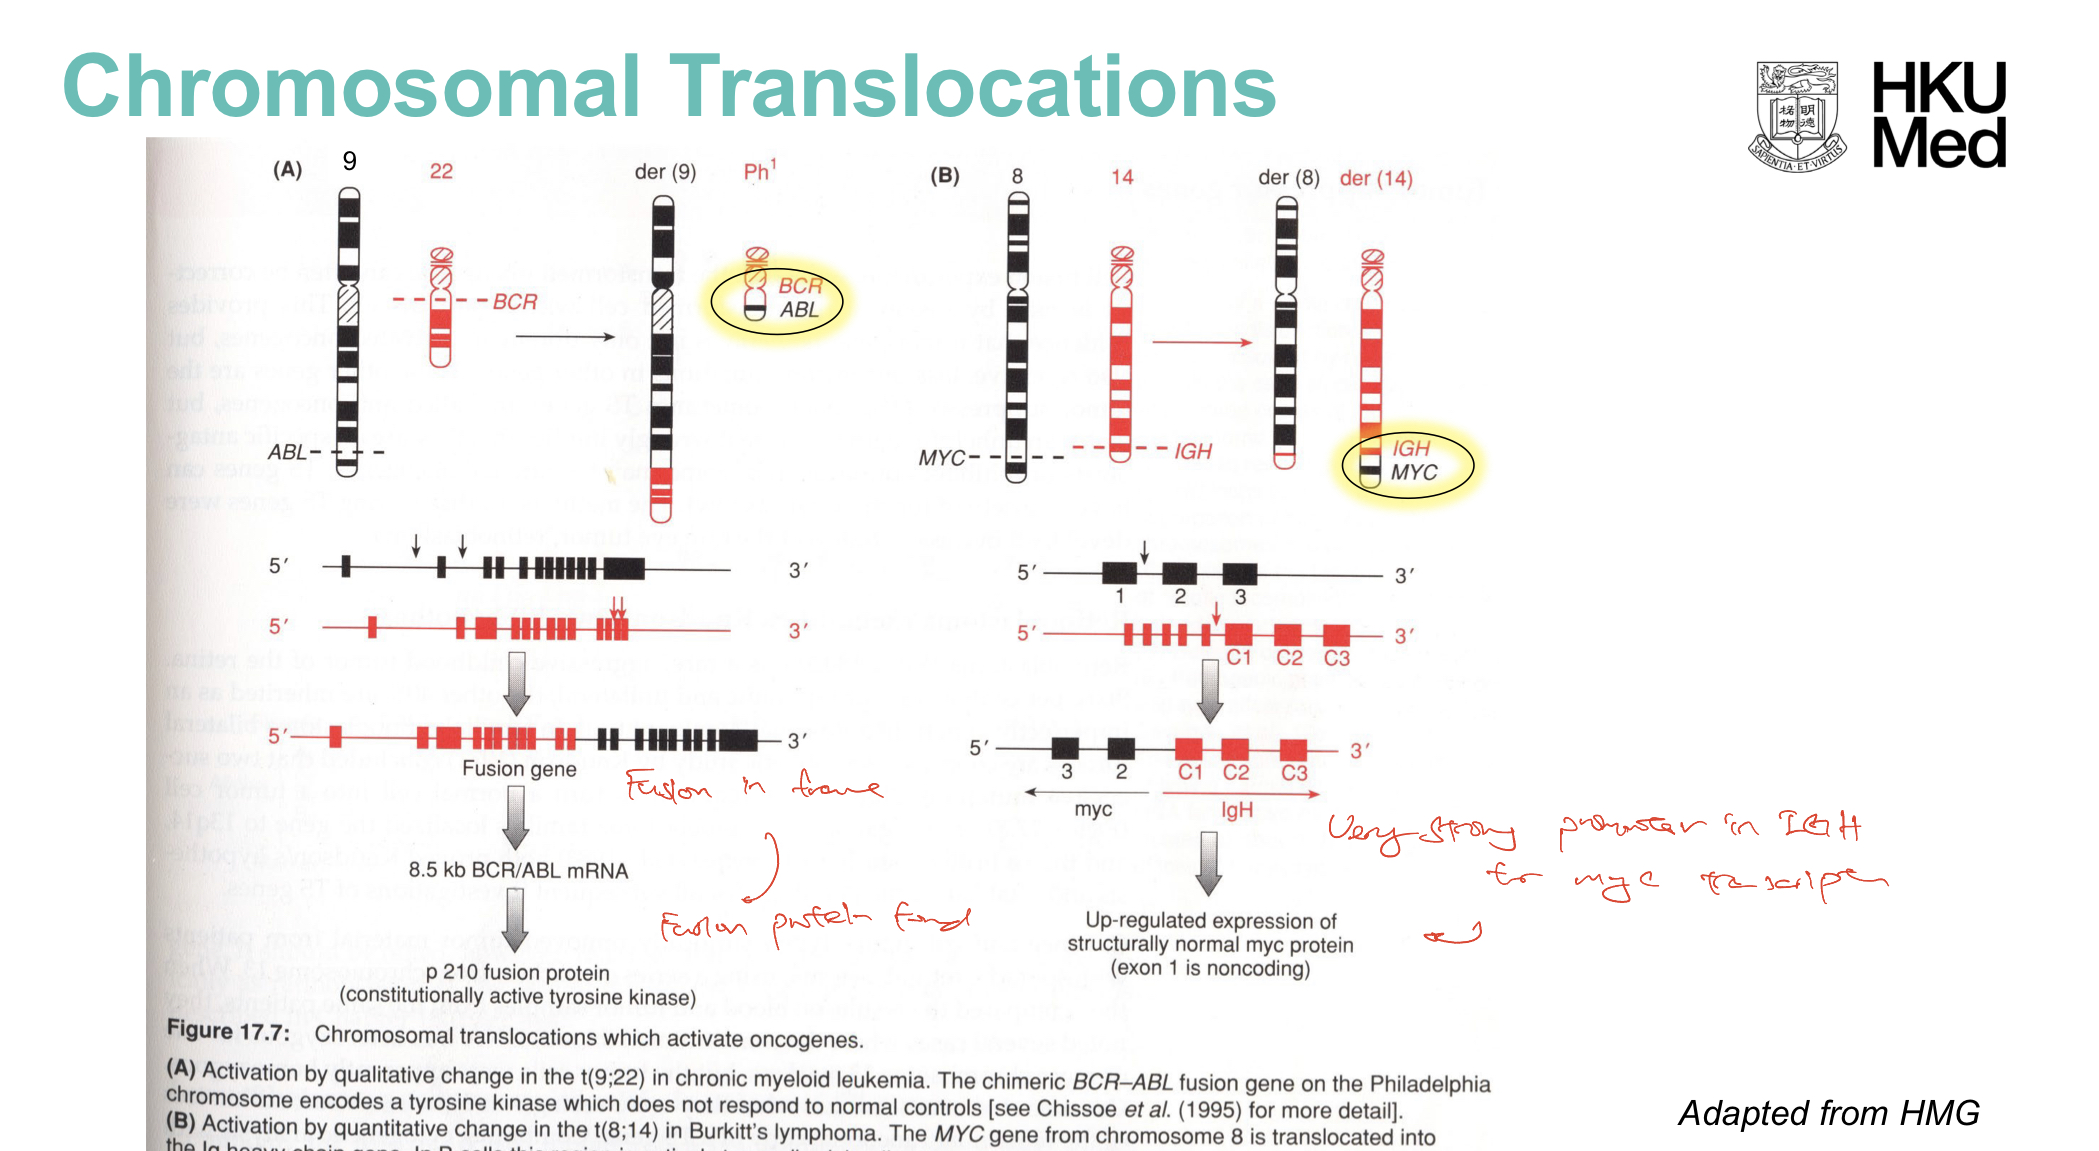 Chromosomal Translocations
HKU
Med
SAPIENTIA·ET·VIRTUS
格物 明德
(A)
9
22
der (9)
Ph1
BCR
BCR
ABL
ABL
(B)
8
14
der (8)
der (14)
MYC
IGH
IGH
MYC
5′ 3′
5′ 3′
5′ 3′
Fusion gene
Fusion in frame
8.5 kb BCR/ABL mRNA
Fusion protein
p 210 fusion protein
(constitutionally active tyrosine kinase)
5′ 3′
1 2 3
5′ 3′
C1 C2 C3
5′ 3′
3 2 C1 C2 C3
myc IgH
Very strong promoter in IGH
for myc
Up-regulated expression of
structurally normal myc protein
(exon 1 is noncoding)
Figure 17.7: Chromosomal translocations which activate oncogenes.
(A) Activation by qualitative change in the t(9;22) in chronic myeloid leukemia. The chimeric BCR–ABL fusion gene on the Philadelphia
chromosome encodes a tyrosine kinase which does not respond to normal controls [see Chissoe et al. (1995) for more detail].
(B) Activation by quantitative change in the t(8;14) in Burkitt's lymphoma. The MYC gene from chromosome 8 is translocated into
Adapted from HMG